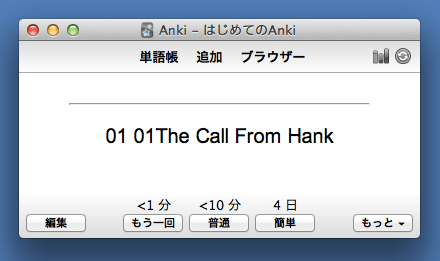 Anki - はじめてのAnki
単語帳 追加 ブラウザー
01 01The Call From Hank
<1 分 <10 分 4 日
編集 もう一回 普通 簡単 もっと